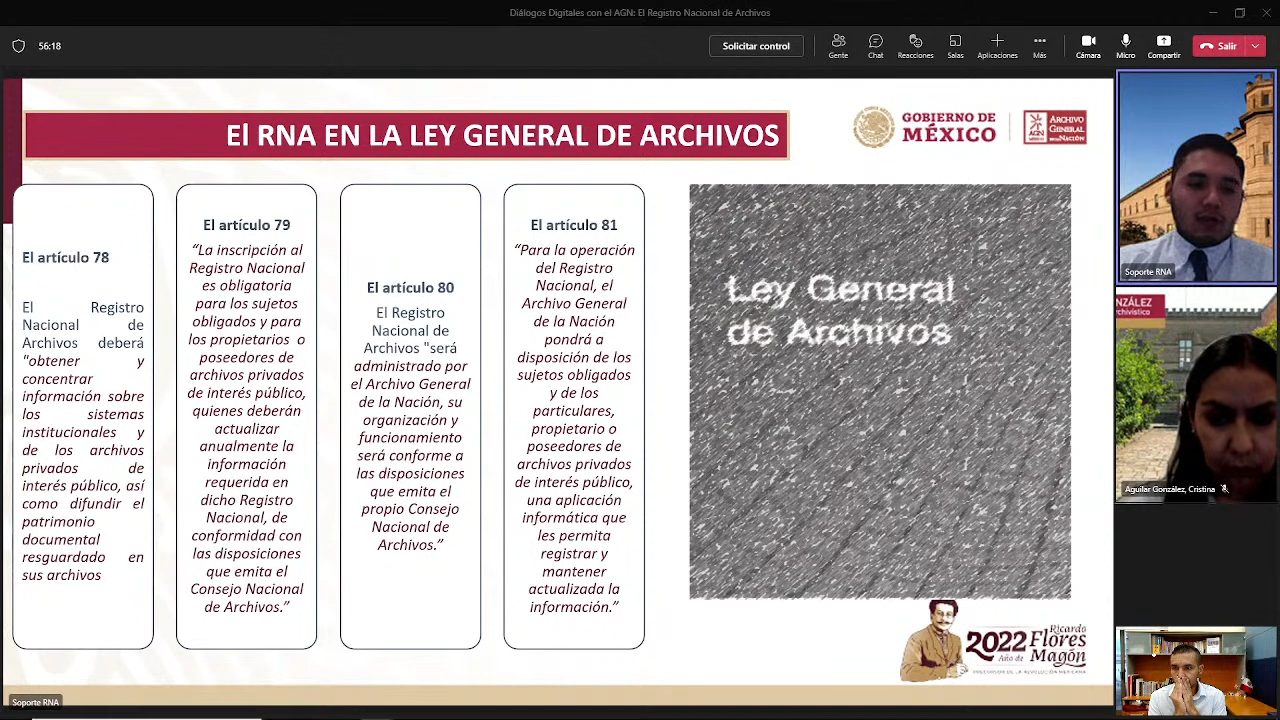 Diálogos Digitales con el AGN: El Registro Nacional de Archivos
56:18
Solicitar control
Gente
Chat
Reacciones
Salas
Aplicaciones
Más
Cámara
Micro
Compartir
Salir
El RNA EN LA LEY GENERAL DE ARCHIVOS
GOBIERNO DE
MÉXICO
AGN
MÉXICO
ARCHIVO
GENERAL
DE LA NACIÓN
El artículo 78
El Registro
Nacional de
Archivos deberá
"obtener y
concentrar
información sobre
los sistemas
institucionales y
de los archivos
privados de
interés público, así
como difundir el
patrimonio
documental
resguardado en
sus archivos
El artículo 79
“La inscripción al
Registro Nacional
es obligatoria
para los sujetos
obligados y para
los propietarios o
poseedores de
archivos privados
de interés público,
quienes deberán
actualizar
anualmente la
información
requerida en
dicho Registro
Nacional, de
conformidad con
las disposiciones
que emita el
Consejo Nacional
de Archivos.”
El artículo 80
El Registro
Nacional de
Archivos "será
administrado por
el Archivo General
de la Nación, su
organización y
funcionamiento
será conforme a
las disposiciones
que emita el
propio Consejo
Nacional de
Archivos.”
El artículo 81
“Para la operación
del Registro
Nacional, el
Archivo General
de la Nación
pondrá a
disposición de los
sujetos obligados
y de los
particulares,
propietario o
poseedores de
archivos privados
de interés público,
una aplicación
informática que
les permita
registrar y
mantener
actualizada la
información.”
Ley General
de Archivos
2022 Ricardo
Flores
Año de Magón
PRECURSOR DE LA REVOLUCIÓN MEXICANA
Soporte RNA
Soporte RNA
NZÁLEZ
chivístico
Aguilar González, Cristina